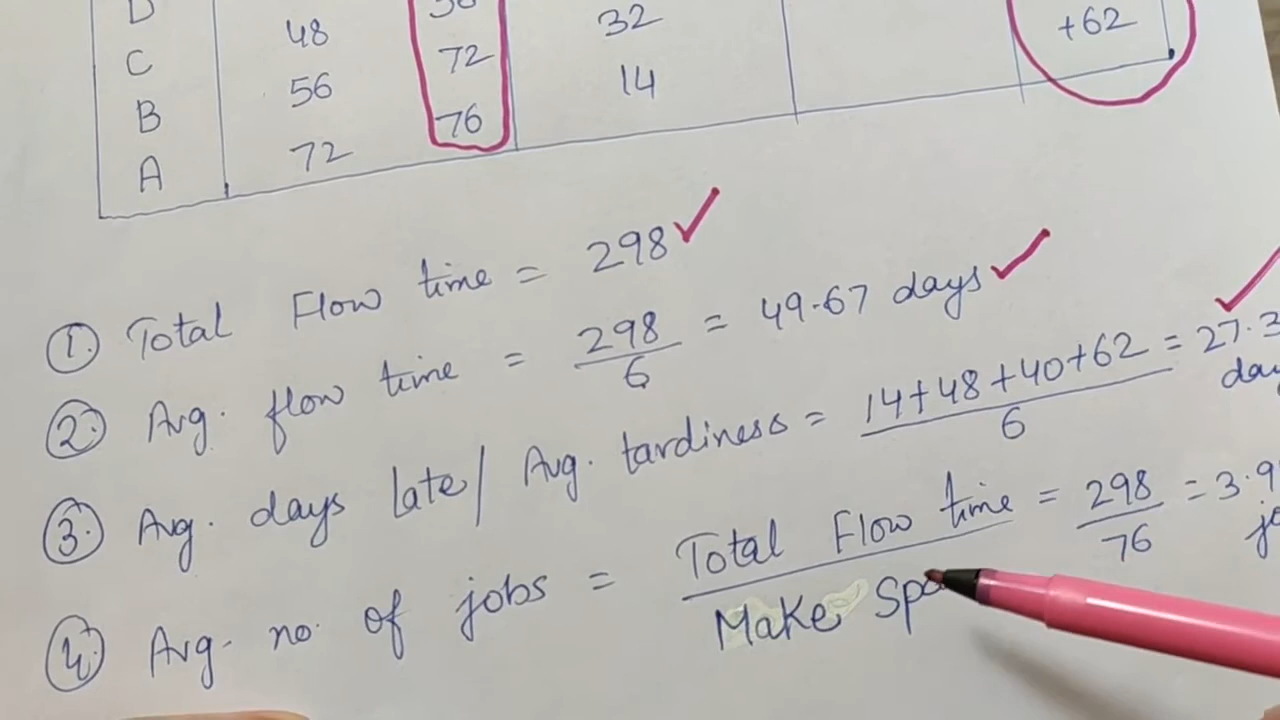 D
48 32 +62
C 72
56 14
B 76
A 72
① Total Flow time = 298 ✓
② Avg. flow time = 298/6 = 49.67 days ✓
③ Avg. days late/ Avg. tardiness = 14+48+40+62/6 = 27.3 ✓
④ Avg. no. of jobs = Total Flow time/Make = 298/76 = 3.9